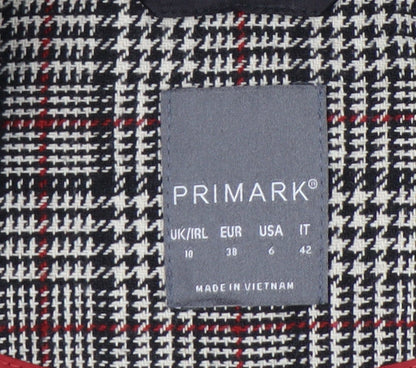 PRIMARK®
UK/IRL EUR USA IT
10 38 6 42
MADE IN VIETNAM